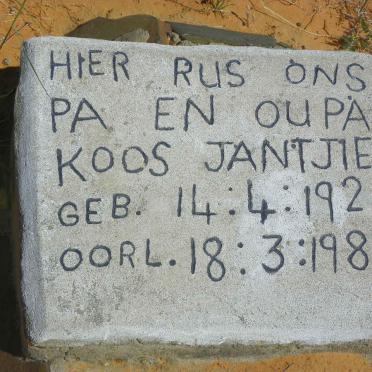 HIER RUS ONS
PA EN OUPA
KOOS JANTJIE
GEB. 14:4:192
OORL. 18:3:198